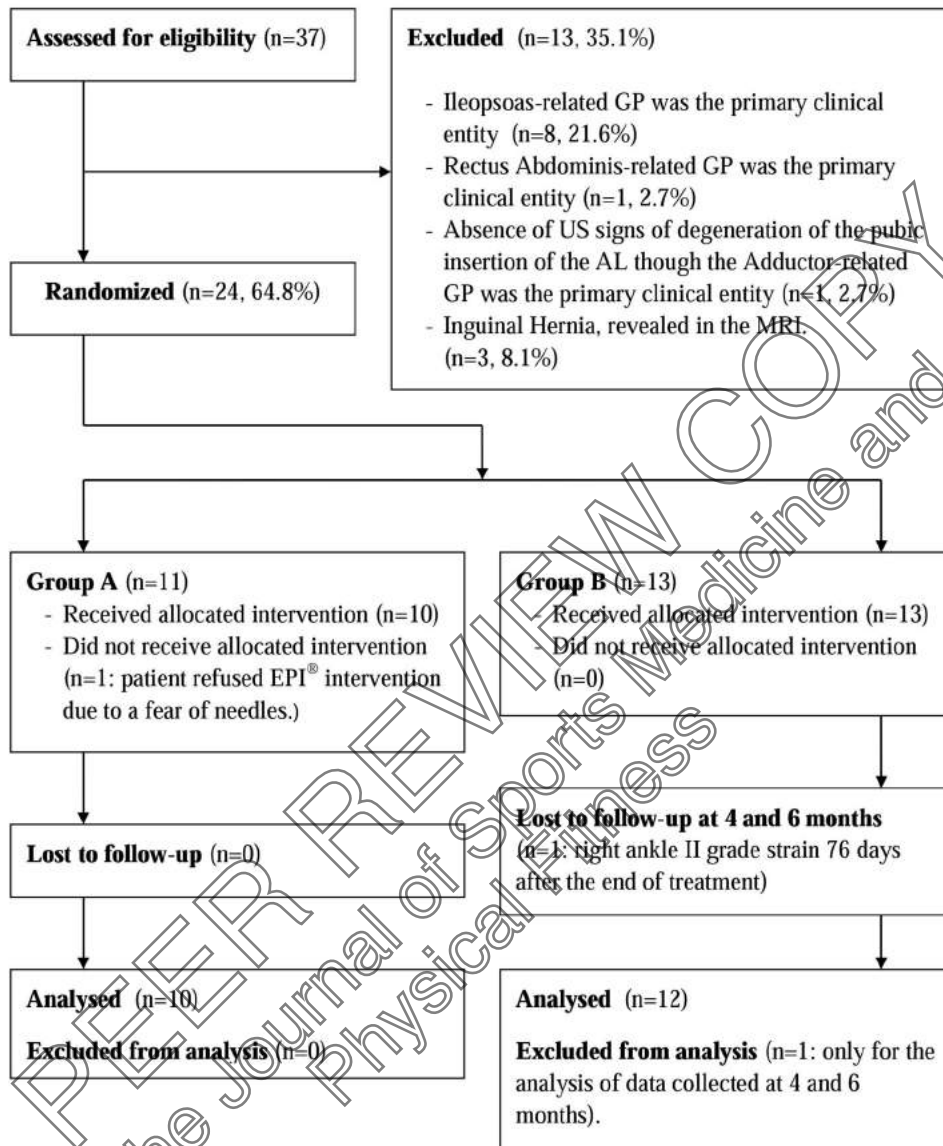 Assessed for eligibility (n=37)
Excluded (n=13, 35.1%)
- Ileopsoas-related GP was the primary clinical
entity (n=8, 21.6%)
- Rectus Abdominis-related GP was the primary
clinical entity (n=1, 2.7%)
- Absence of US signs of degeneration of the pubic
insertion of the AL though the Adductor-related
GP was the primary clinical entity (n=1, 2.7%)
- Inguinal Hernia, revealed in the MRI.
(n=3, 8.1%)
Randomized (n=24, 64.8%)
Group A (n=11)
- Received allocated intervention (n=10)
- Did not receive allocated intervention
(n=1: patient refused EPI® intervention
due to a fear of needles.)
Group B (n=13)
- Received allocated intervention (n=13)
- Did not receive allocated intervention
(n=0)
Lost to follow-up (n=0)
Lost to follow-up at 4 and 6 months
(n=1: right ankle II grade strain 76 days
after the end of treatment)
Analysed (n=10)
Excluded from analysis (n=0)
Analysed (n=12)
Excluded from analysis (n=1: only for the
analysis of data collected at 4 and 6
months).
PEER REVIEW COPY
The Journal of Sports Medicine and
Physical Fitness